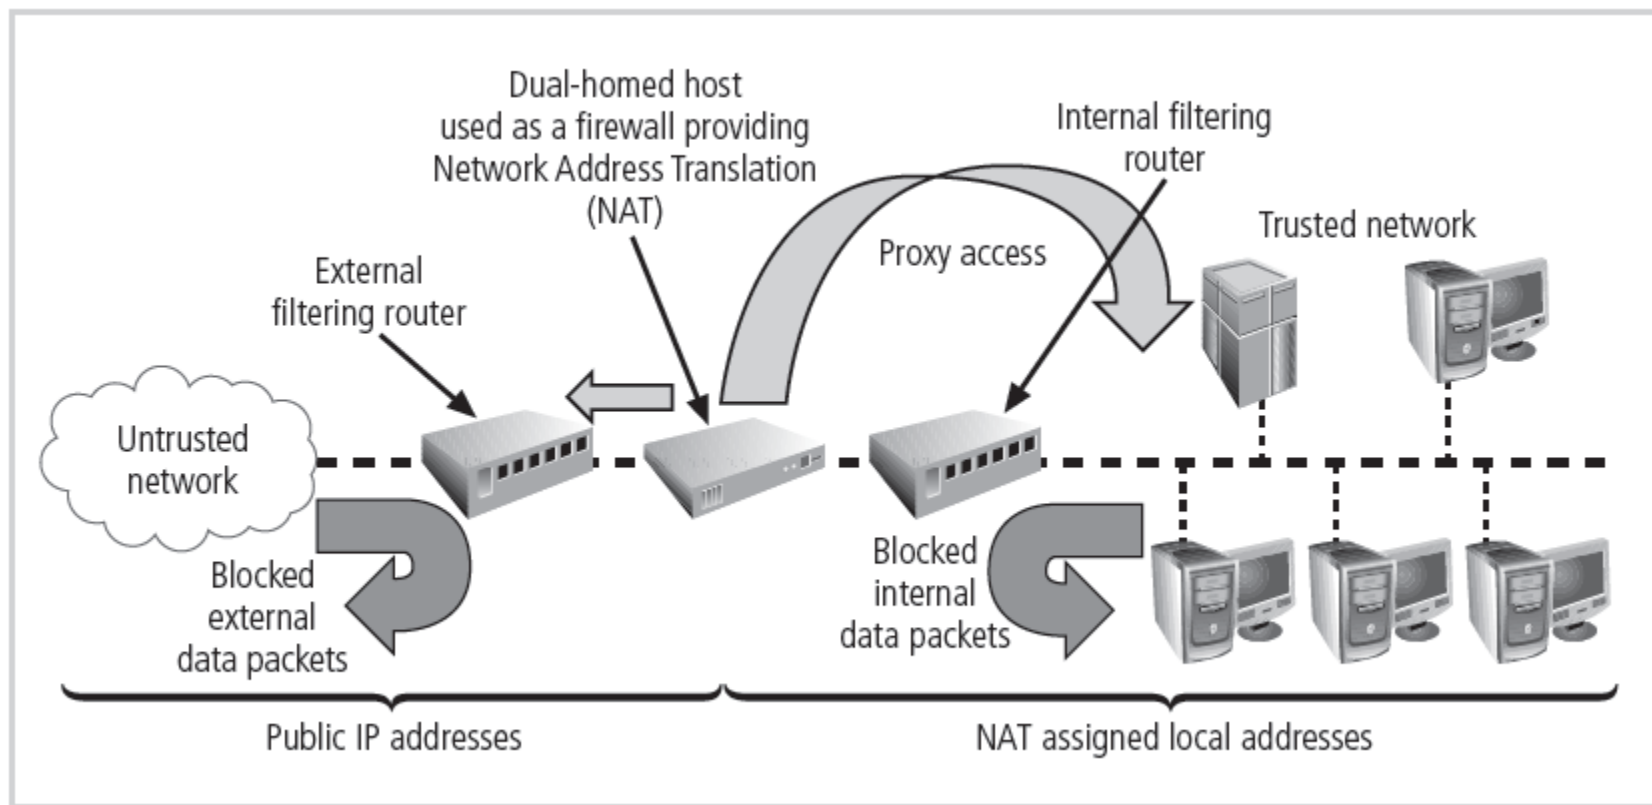 Dual-homed host
used as a firewall providing
Network Address Translation
(NAT)
Internal filtering
router
Proxy access
Trusted network
External
filtering router
Untrusted
network
Blocked
external
data packets
Blocked
internal
data packets
Public IP addresses
NAT assigned local addresses